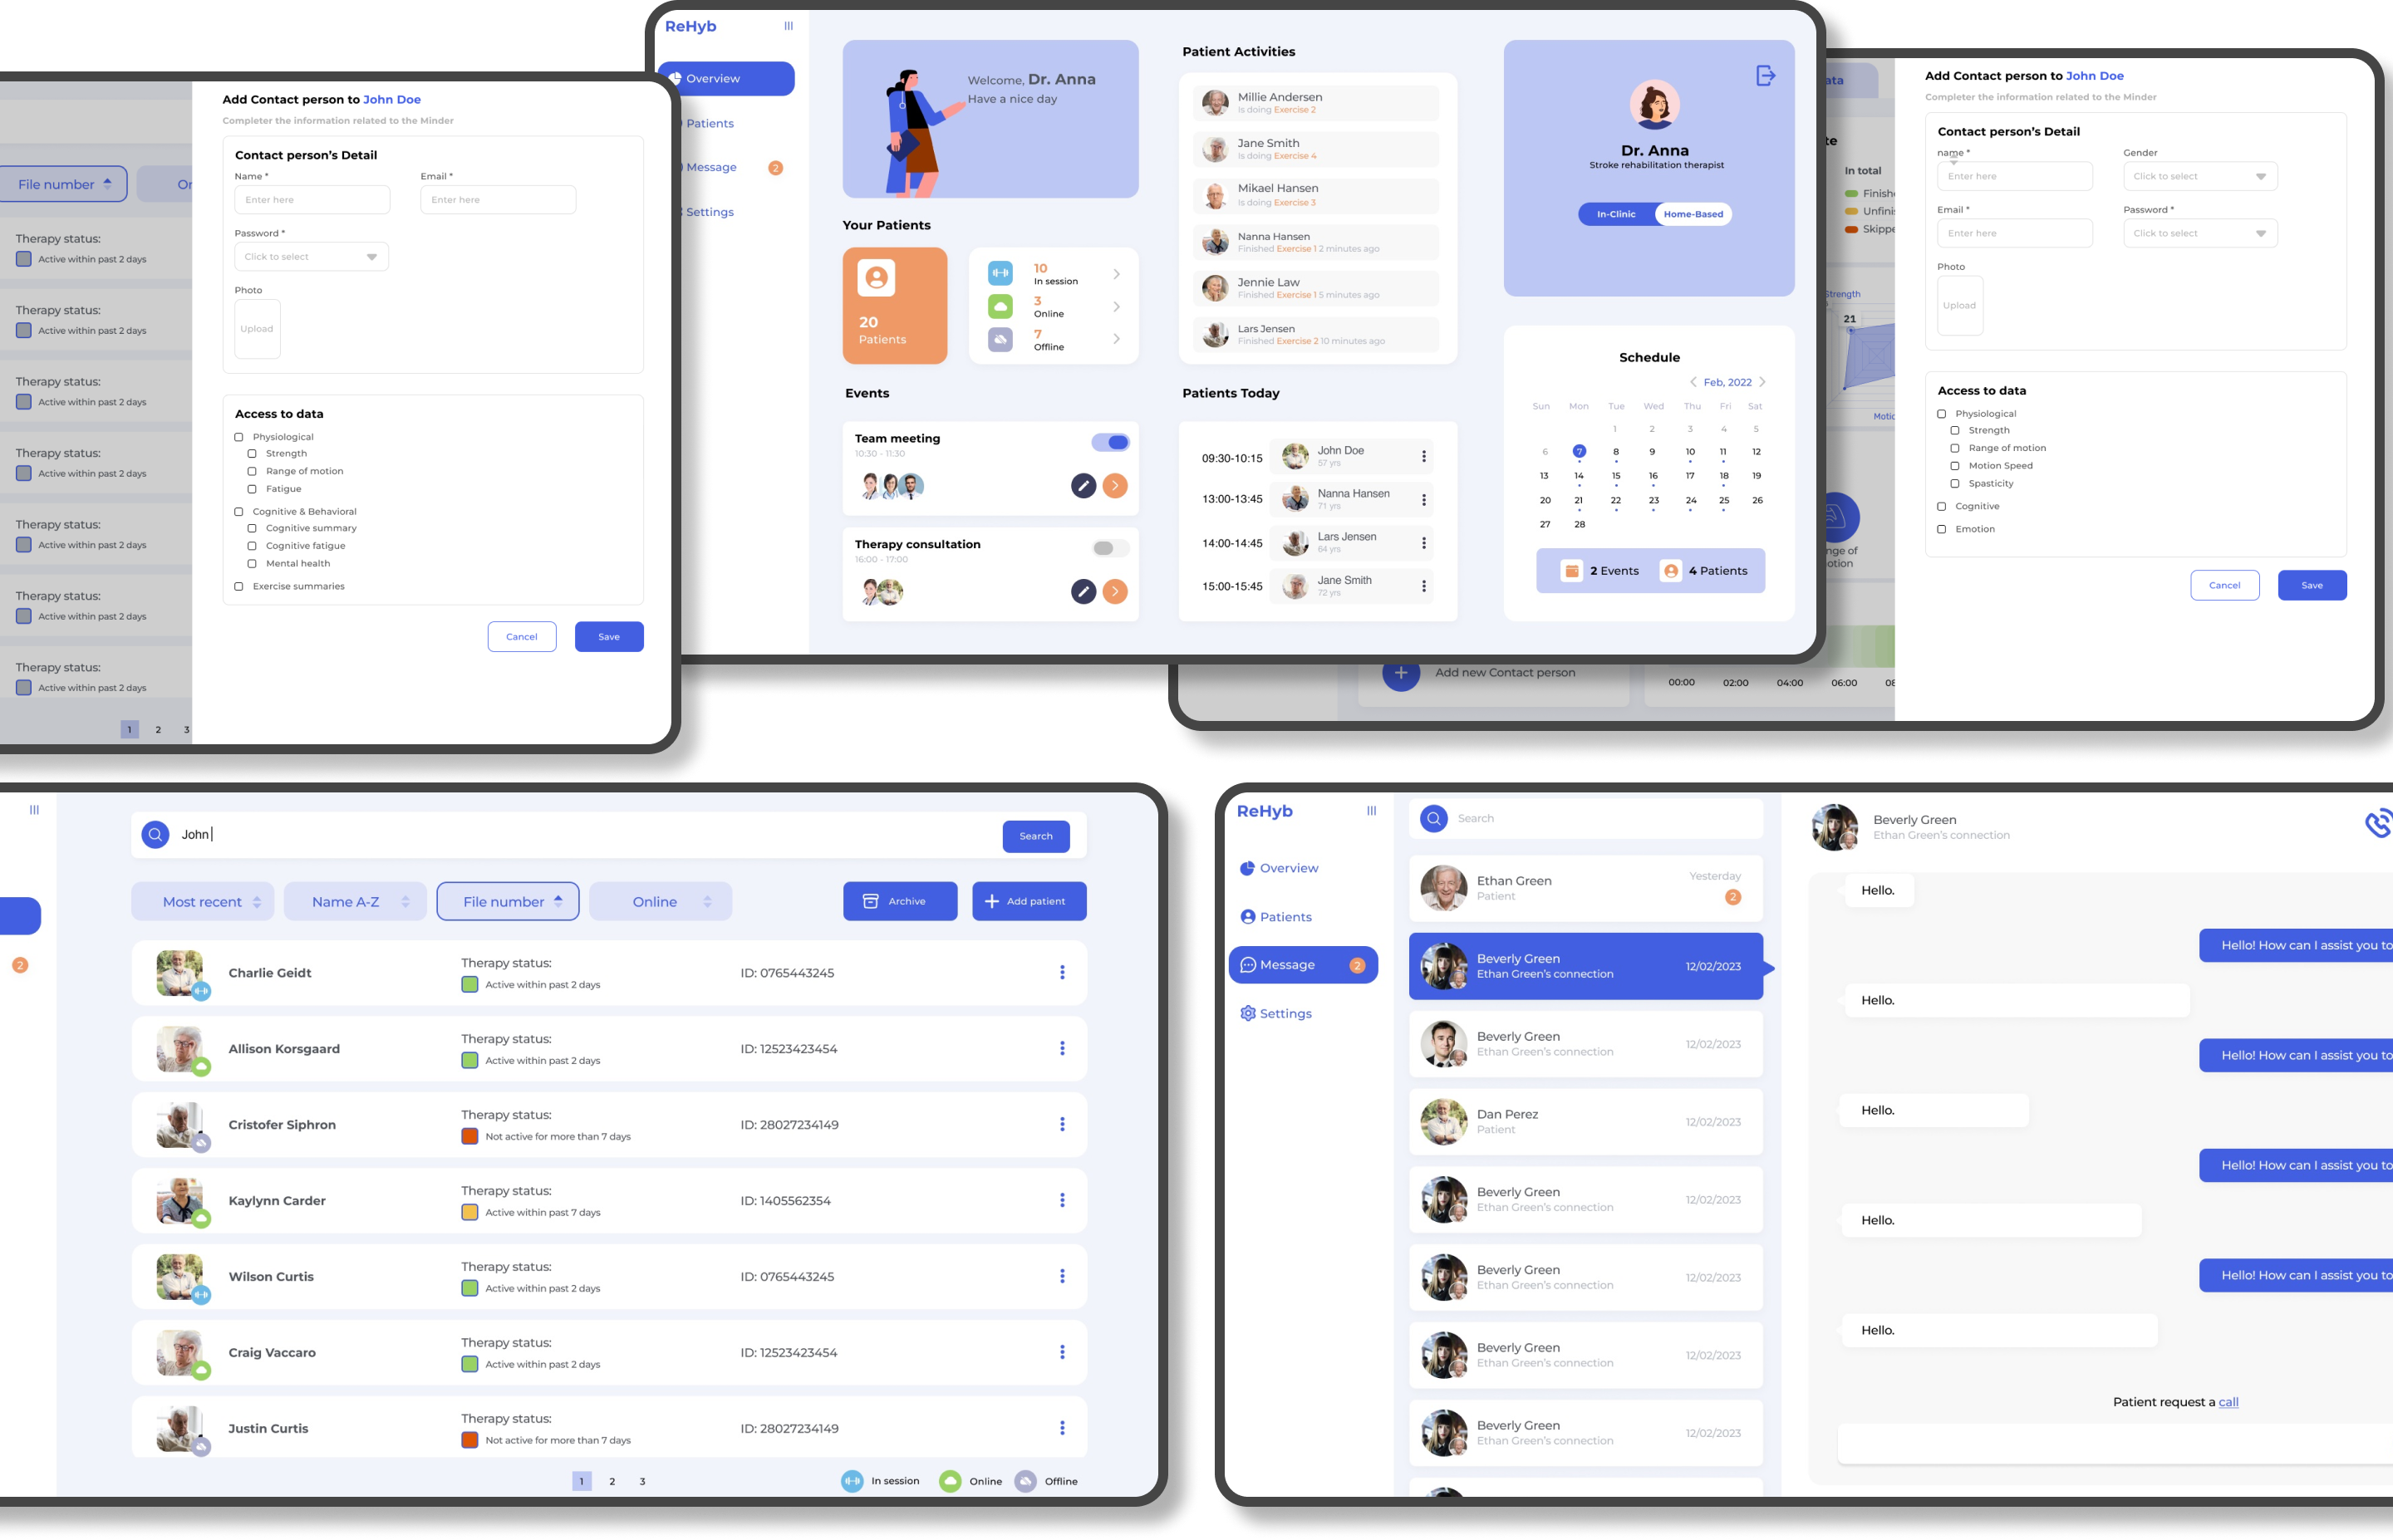 Add Contact person to John Doe
Completer the information related to the Minder
Contact person's Detail
Name *
Email *
Enter here
Enter here
Password *
Click to select
Photo
Upload
Access to data
Physiological
Strength
Range of motion
Fatigue
Cognitive & Behavioral
Cognitive summary
Cognitive fatigue
Mental health
Exercise summaries
Cancel
Save
File number
Therapy status:
Active within past 2 days
Therapy status:
Active within past 2 days
Therapy status:
Active within past 2 days
Therapy status:
Active within past 2 days
Therapy status:
Active within past 2 days
Therapy status:
Active within past 2 days
Therapy status:
Active within past 2 days
1 2 3
ReHyb
Overview
Patients
Message 2
Settings
Welcome, Dr. Anna
Have a nice day
Your Patients
20
Patients
10
In session
3
Online
7
Offline
Events
Team meeting
10:30 - 11:30
Therapy consultation
16:00 - 17:00
Patient Activities
Millie Andersen
Is doing Exercise 2
Jane Smith
Is doing Exercise 4
Mikael Hansen
Is doing Exercise 3
Nanna Hansen
Finished Exercise 1 2 minutes ago
Jennie Law
Finished Exercise 1 5 minutes ago
Lars Jensen
Finished Exercise 2 10 minutes ago
Patients Today
09:30-10:15
John Doe
57 yrs
13:00-13:45
Nanna Hansen
71 yrs
14:00-14:45
Lars Jensen
64 yrs
15:00-15:45
Jane Smith
72 yrs
Dr. Anna
Stroke rehabilitation therapist
In-Clinic
Home-Based
Schedule
Feb, 2022
Sun Mon Tue Wed Thu Fri Sat
1 2 3 4 5
6 7 8 9 10 11 12
13 14 15 16 17 18 19
20 21 22 23 24 25 26
27 28
2 Events
4 Patients
Add new Contact person
00:00 02:00 04:00 06:00
In total
Strength
21
Add Contact person to John Doe
Completer the information related to the Minder
Contact person's Detail
name *
Gender
Enter here
Click to select
Email *
Password *
Enter here
Click to select
Photo
Upload
Access to data
Physiological
Strength
Range of motion
Motion Speed
Spasticity
Cognitive
Emotion
Cancel
Save
2
John
Search
Most recent
Name A-Z
File number
Online
Archive
Add patient
Charlie Geidt
Therapy status:
Active within past 2 days
ID: 0765443245
Allison Korsgaard
Therapy status:
Active within past 2 days
ID: 12523423454
Cristofer Siphron
Therapy status:
Not active for more than 7 days
ID: 28027234149
Kaylynn Carder
Therapy status:
Active within past 7 days
ID: 1405562354
Wilson Curtis
Therapy status:
Active within past 2 days
ID: 0765443245
Craig Vaccaro
Therapy status:
Active within past 2 days
ID: 12523423454
Justin Curtis
Therapy status:
Not active for more than 7 days
ID: 28027234149
1 2 3
In session
Online
Offline
ReHyb
Overview
Patients
Message 2
Settings
Search
Ethan Green
Patient
Yesterday
2
Beverly Green
Ethan Green's connection
12/02/2023
Beverly Green
Ethan Green's connection
12/02/2023
Dan Perez
Patient
12/02/2023
Beverly Green
Ethan Green's connection
12/02/2023
Beverly Green
Ethan Green's connection
12/02/2023
Beverly Green
Ethan Green's connection
12/02/2023
Beverly Green
Ethan Green's connection
12/02/2023
Beverly Green
Ethan Green's connection
Hello.
Hello! How can I assist you to
Hello.
Hello! How can I assist you to
Hello.
Hello! How can I assist you to
Hello.
Hello! How can I assist you to
Hello.
Patient request a call